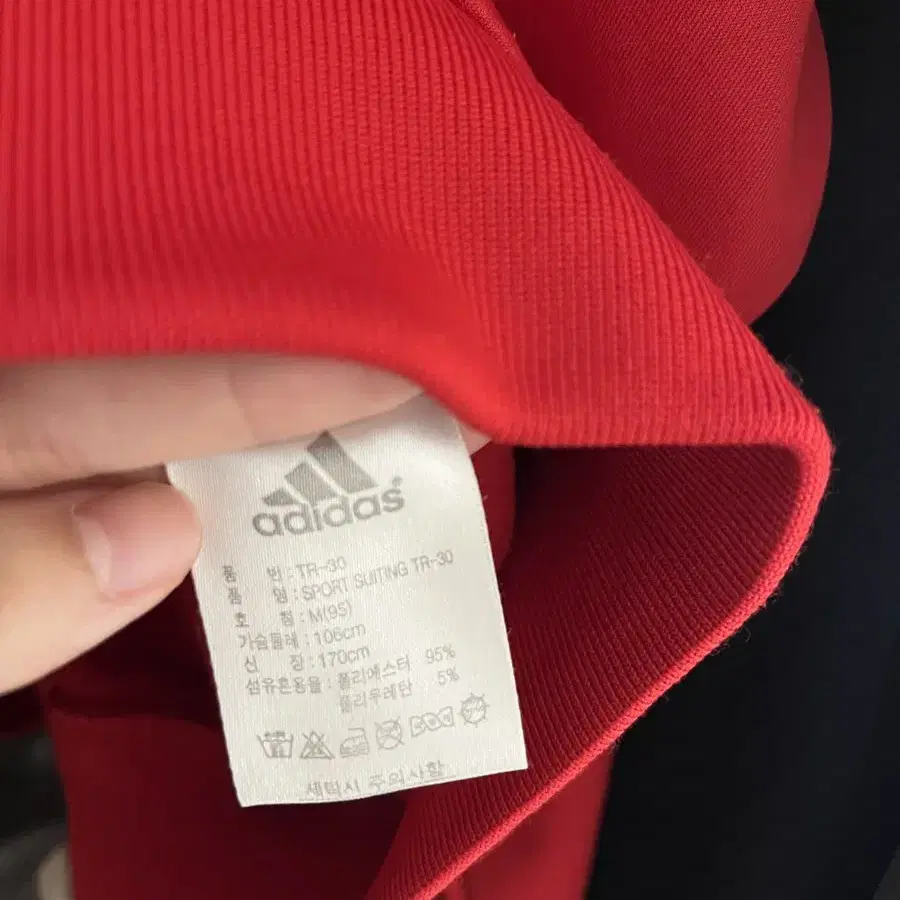 adidas
품 번 : TR-30
품 명 : SPORT SUITING TR-30
호 칭 : M(95)
가슴둘레 : 106cm
신 장 : 170cm
섬유혼용율 : 폴리에스터 95%
폴리우레탄 5%
세탁시 주의사항